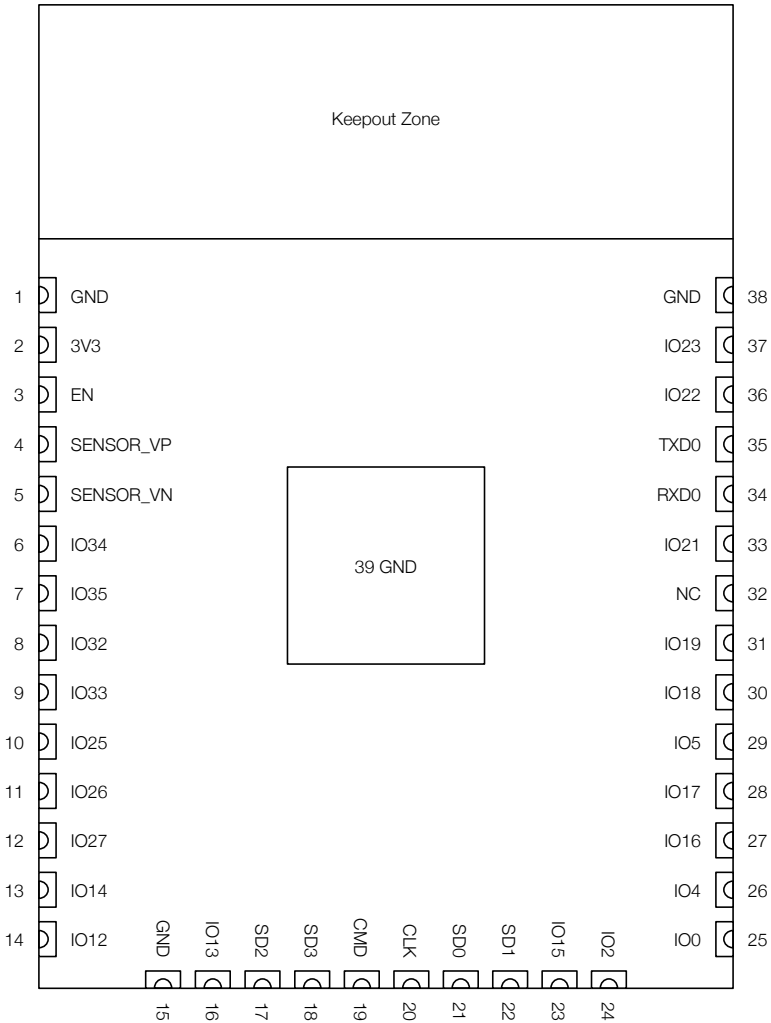 Keepout Zone
1 GND GND 38
2 3V3 IO23 37
3 EN IO22 36
4 SENSOR_VP TXD0 35
5 SENSOR_VN RXD0 34
6 IO34 IO21 33
39 GND
7 IO35 NC 32
8 IO32 IO19 31
9 IO33 IO18 30
10 IO25 IO5 29
11 IO26 IO17 28
12 IO27 IO16 27
13 IO14 IO4 26
14 IO12 IO0 25
GND IO13 SD2 SD3 CMD CLK SD0 SD1 IO15 IO2
15 16 17 18 19 20 21 22 23 24